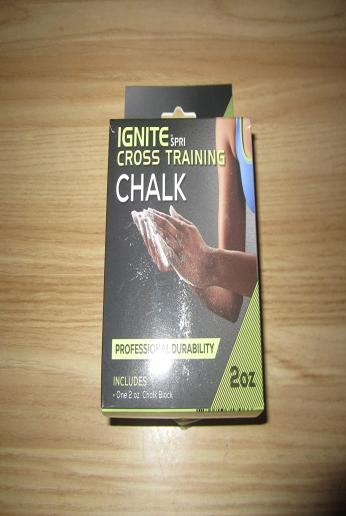 IGNITE SPRI
CROSS TRAINING
CHALK
PROFESSIONAL DURABILITY
INCLUDES
• One 2 oz. Chalk Block
2oz